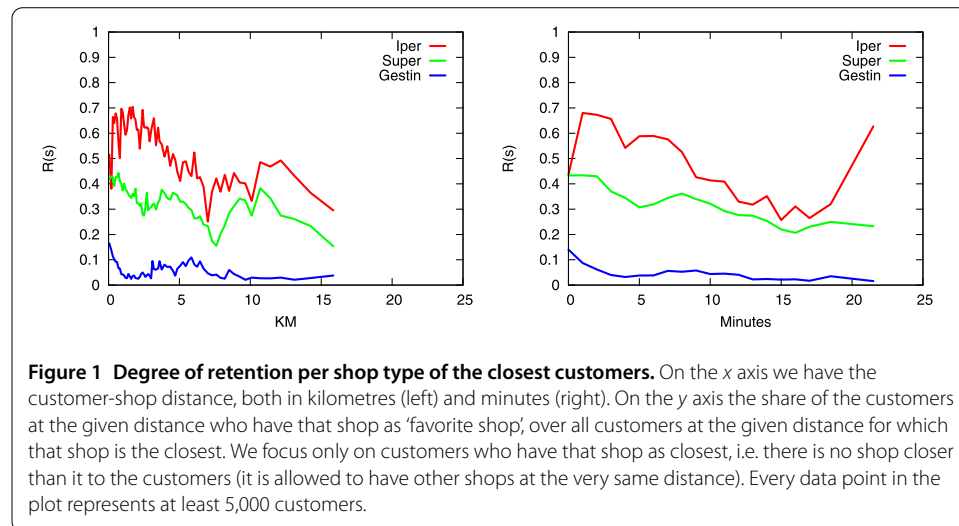 1
0.9
0.8
0.7
0.6
0.5
0.4
0.3
0.2
0.1
0
R(s)
0 5 10 15 20 25
KM
Iper
Super
Gestin
1
0.9
0.8
0.7
0.6
0.5
0.4
0.3
0.2
0.1
0
R(s)
0 5 10 15 20 25
Minutes
Iper
Super
Gestin
Figure 1 Degree of retention per shop type of the closest customers. On the x axis we have the
customer-shop distance, both in kilometres (left) and minutes (right). On the y axis the share of the customers
at the given distance who have that shop as ‘favorite shop’, over all customers at the given distance for which
that shop is the closest. We focus only on customers who have that shop as closest, i.e. there is no shop closer
than it to the customers (it is allowed to have other shops at the very same distance). Every data point in the
plot represents at least 5,000 customers.